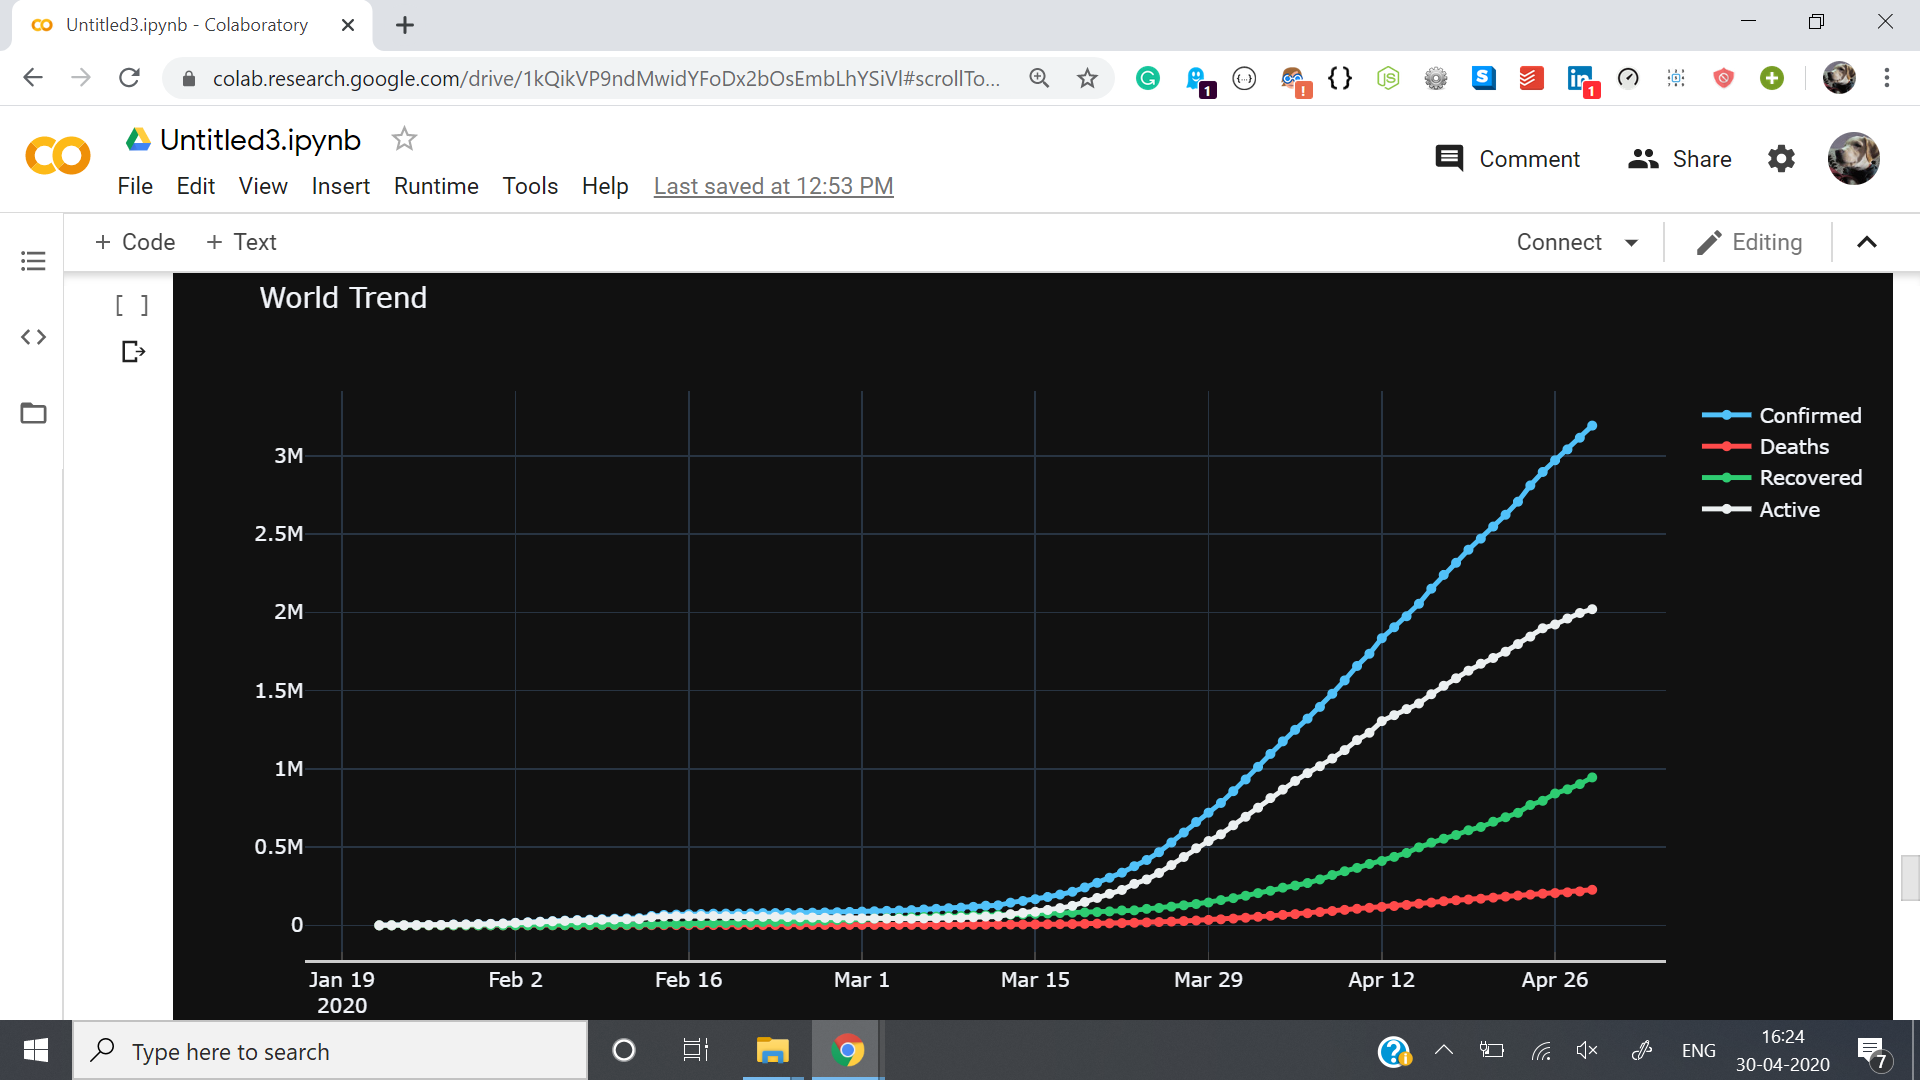 Untitled3.ipynb - Colaboratory
colab.research.google.com/drive/1kQikVP9ndMwidYFoDx2bOsEmbLhYSiVl#scrollTo...
1
!
1
Untitled3.ipynb
Comment
Share
File Edit View Insert Runtime Tools Help Last saved at 12:53 PM
+ Code + Text
Connect
Editing
[ ]
World Trend
3M
2.5M
2M
1.5M
1M
0.5M
0
Confirmed
Deaths
Recovered
Active
Jan 19 Feb 2 Feb 16 Mar 1 Mar 15 Mar 29 Apr 12 Apr 26
2020
Type here to search
ENG
16:24
30-04-2020
7